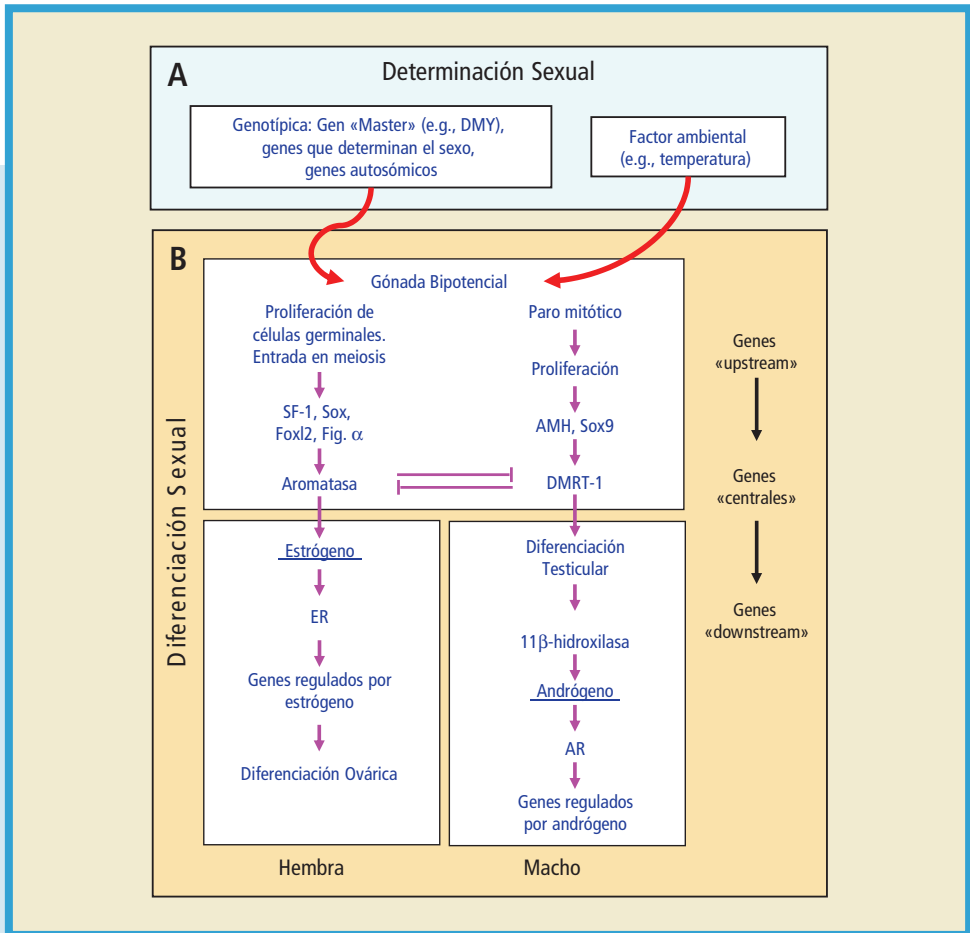 A
Determinación Sexual
Genotípica: Gen «Master» (e.g., DMY),
genes que determinan el sexo,
genes autosómicos
Factor ambiental
(e.g., temperatura)
B
Diferenciación Sexual
Gónada Bipotencial
Proliferación de
células germinales.
Entrada en meiosis
SF-1, Sox,
Foxl2, Fig. α
Aromatasa
Paro mitótico
Proliferación
AMH, Sox9
DMRT-1
Estrógeno
ER
Genes regulados por
estrógeno
Diferenciación Ovárica
Hembra
Diferenciación
Testicular
11β-hidroxilasa
Andrógeno
AR
Genes regulados
por andrógeno
Macho
Genes
«upstream»
Genes
«centrales»
Genes
«downstream»